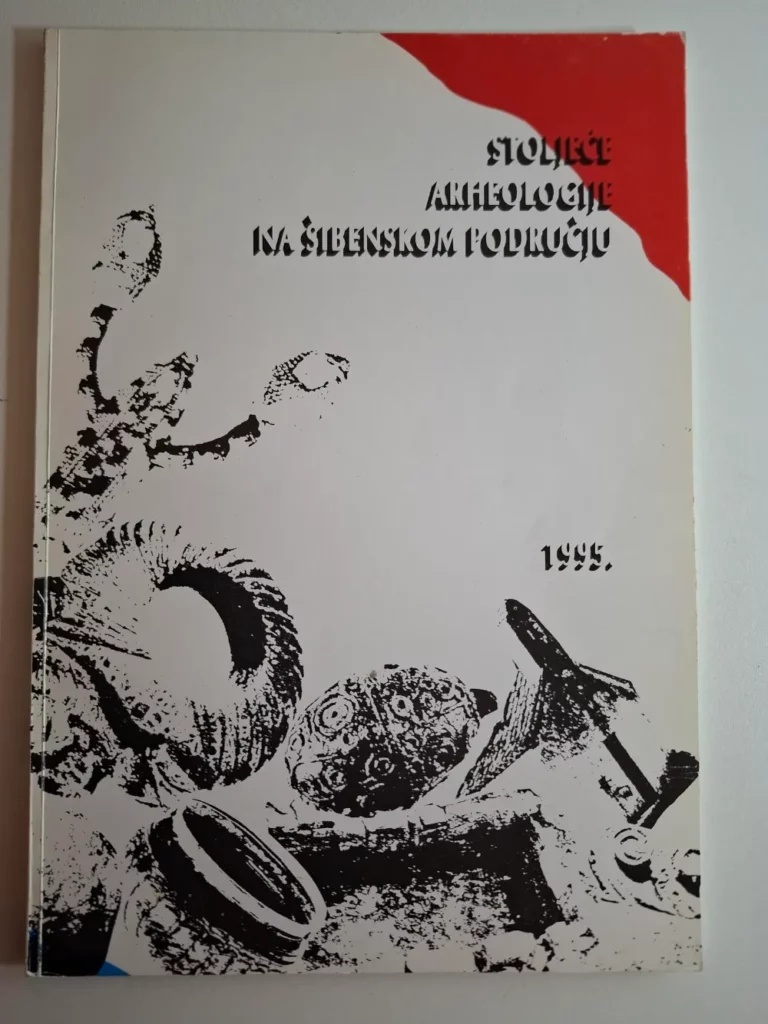 STOLJEĆE
ARHEOLOGIJE
NA ŠIBENSKOM PODRUČJU
1995.